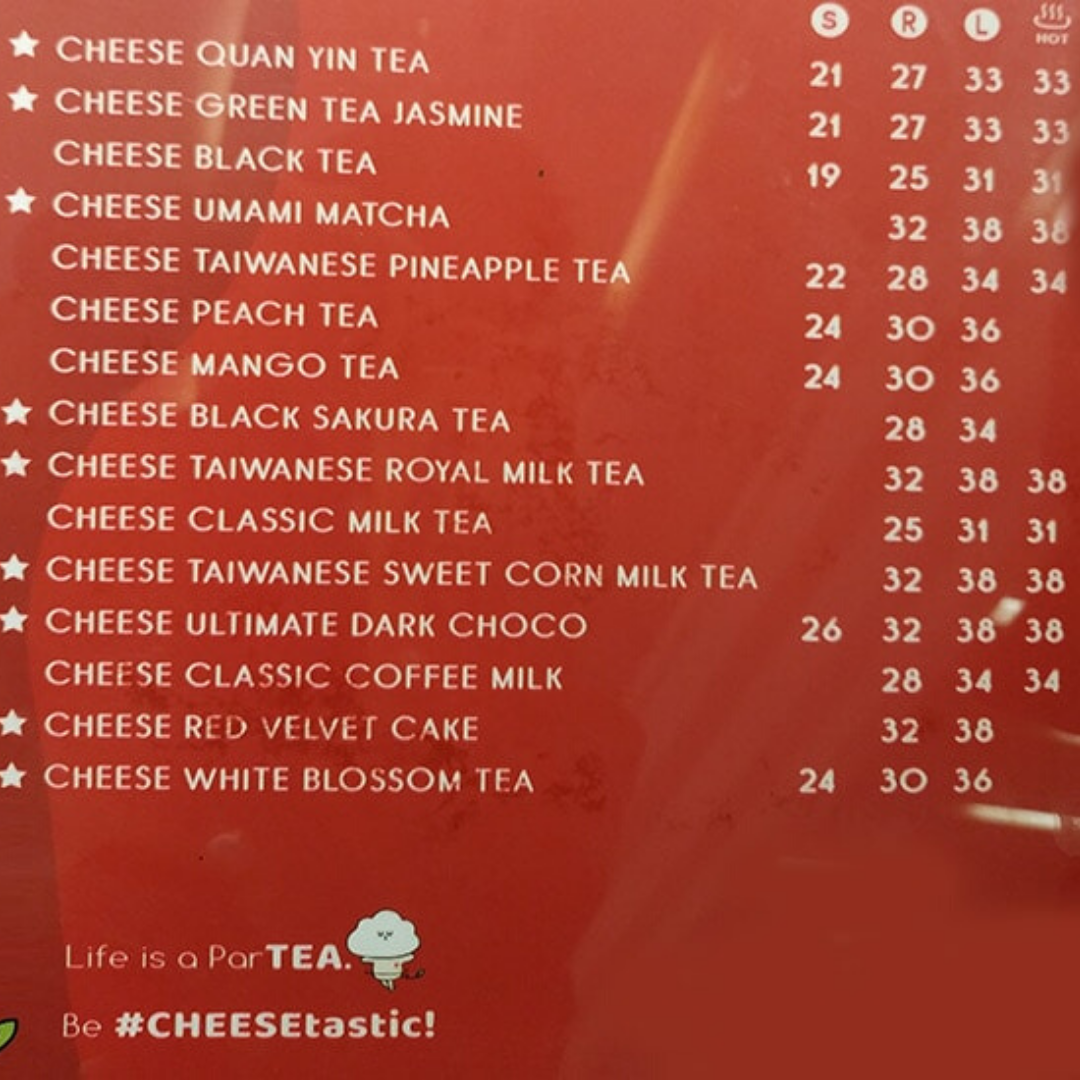 S R L HOT
CHEESE QUAN YIN TEA 21 27 33 33
CHEESE GREEN TEA JASMINE 21 27 33 33
CHEESE BLACK TEA 19 25 31 31
CHEESE UMAMI MATCHA 32 38 38
CHEESE TAIWANESE PINEAPPLE TEA 22 28 34 34
CHEESE PEACH TEA 24 30 36
CHEESE MANGO TEA 24 30 36
CHEESE BLACK SAKURA TEA 28 34
CHEESE TAIWANESE ROYAL MILK TEA 32 38 38
CHEESE CLASSIC MILK TEA 25 31 31
CHEESE TAIWANESE SWEET CORN MILK TEA 32 38 38
CHEESE ULTIMATE DARK CHOCO 26 32 38 38
CHEESE CLASSIC COFFEE MILK 28 34 34
CHEESE RED VELVET CAKE 32 38
CHEESE WHITE BLOSSOM TEA 24 30 36
Life is a ParTEA.
Be #CHEESEtastic!